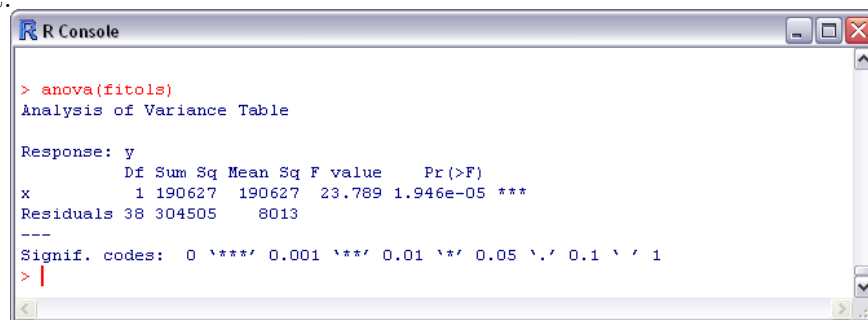 R Console
> anova(fitols)
Analysis of Variance Table
Response: y
Df Sum Sq Mean Sq F value Pr(>F)
x 1 190627 190627 23.789 1.946e-05 ***
Residuals 38 304505 8013
---
Signif. codes: 0 '***' 0.001 '**' 0.01 '*' 0.05 '.' 0.1 ' ' 1
>